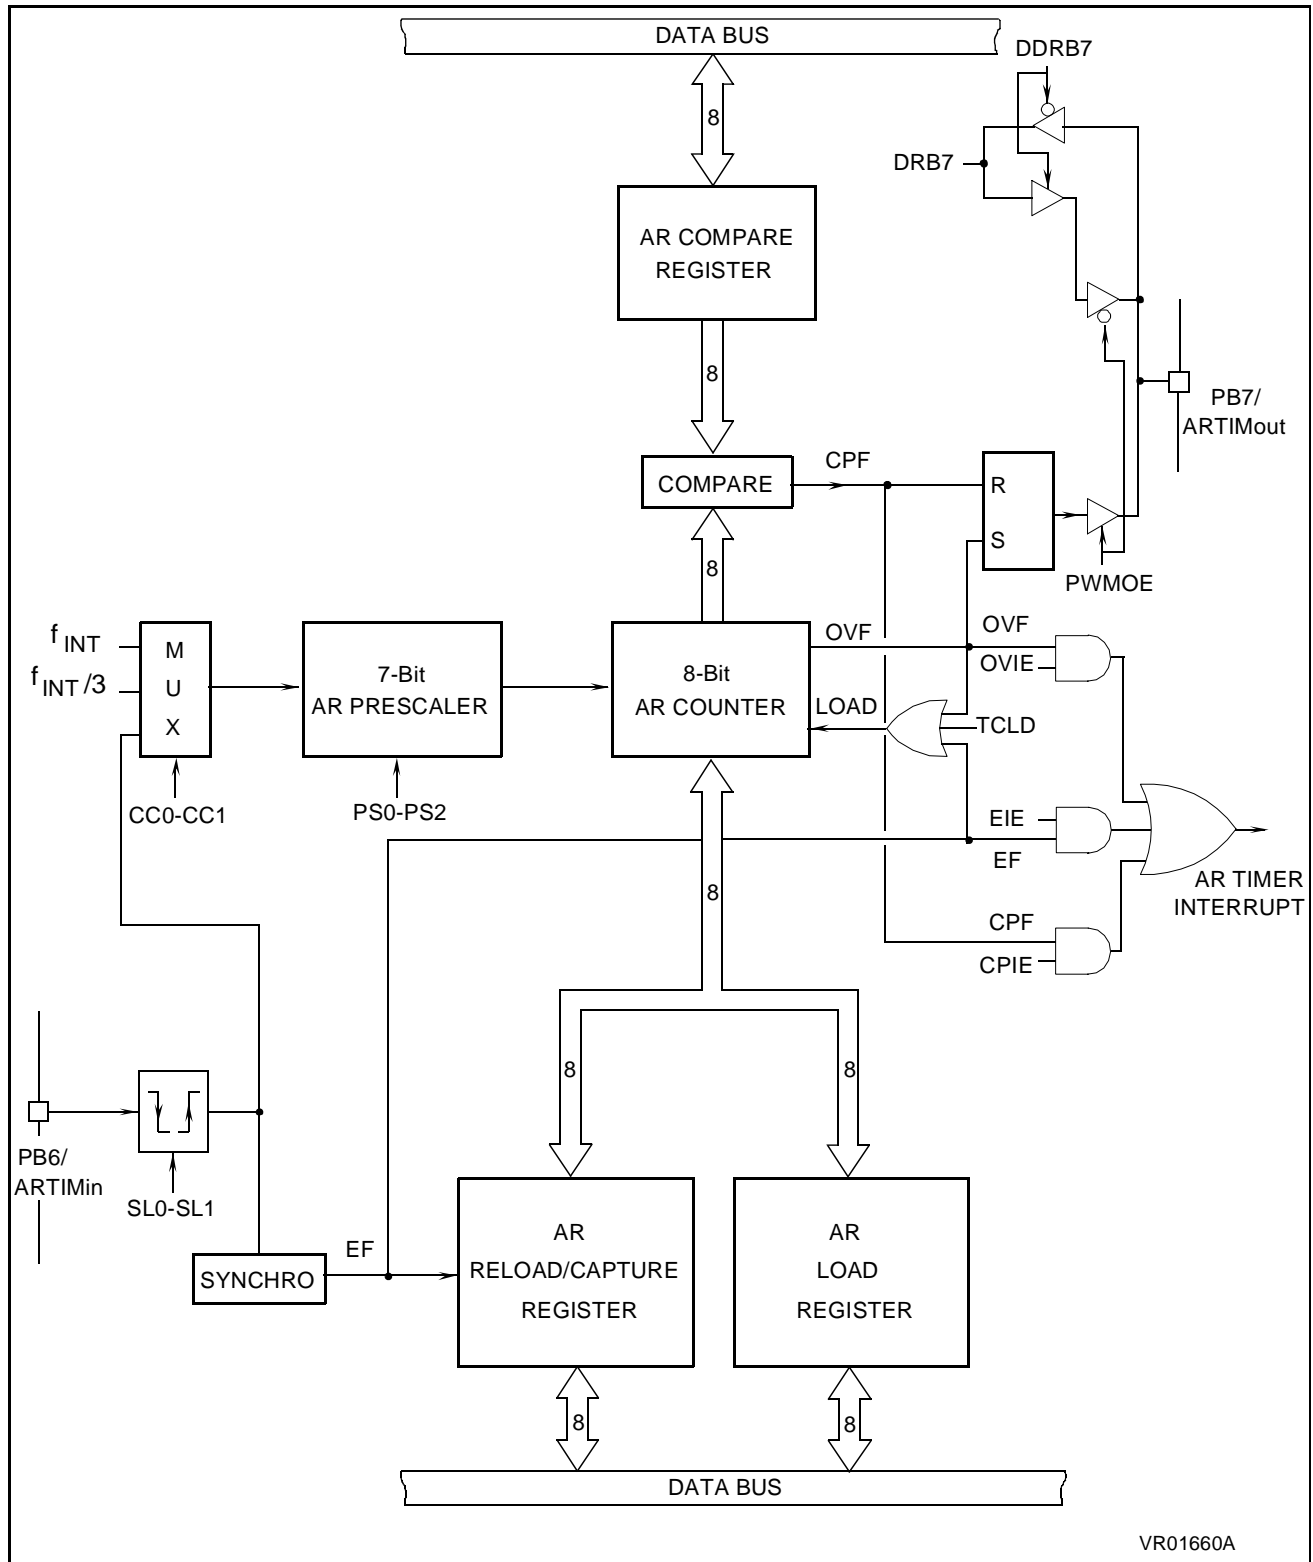 DATA BUS
DDRB7
8
DRB7
AR COMPARE
REGISTER
8
PB7/
ARTIMout
CPF
COMPARE
R
S
8
PWMOE
f INT
f INT /3
M
U
X
7-Bit
AR PRESCALER
8-Bit
AR COUNTER
OVF
OVF
OVIE
LOAD
TCLD
CC0-CC1
PS0-PS2
EIE
EF
AR TIMER
INTERRUPT
8
CPF
CPIE
8
8
PB6/
ARTIMin
SL0-SL1
SYNCHRO
EF
AR
RELOAD/CAPTURE
REGISTER
AR
LOAD
REGISTER
8
8
DATA BUS
VR01660A